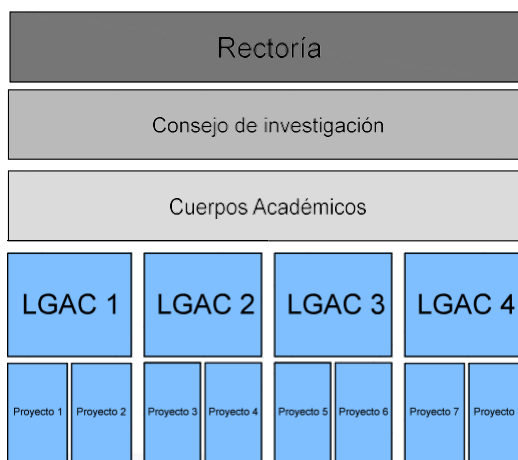 Rectoría
Consejo de investigación
Cuerpos Académicos
LGAC 1 LGAC 2 LGAC 3 LGAC 4
Proyecto 1 Proyecto 2 Proyecto 3 Proyecto 4 Proyecto 5 Proyecto 6 Proyecto 7 Proyecto